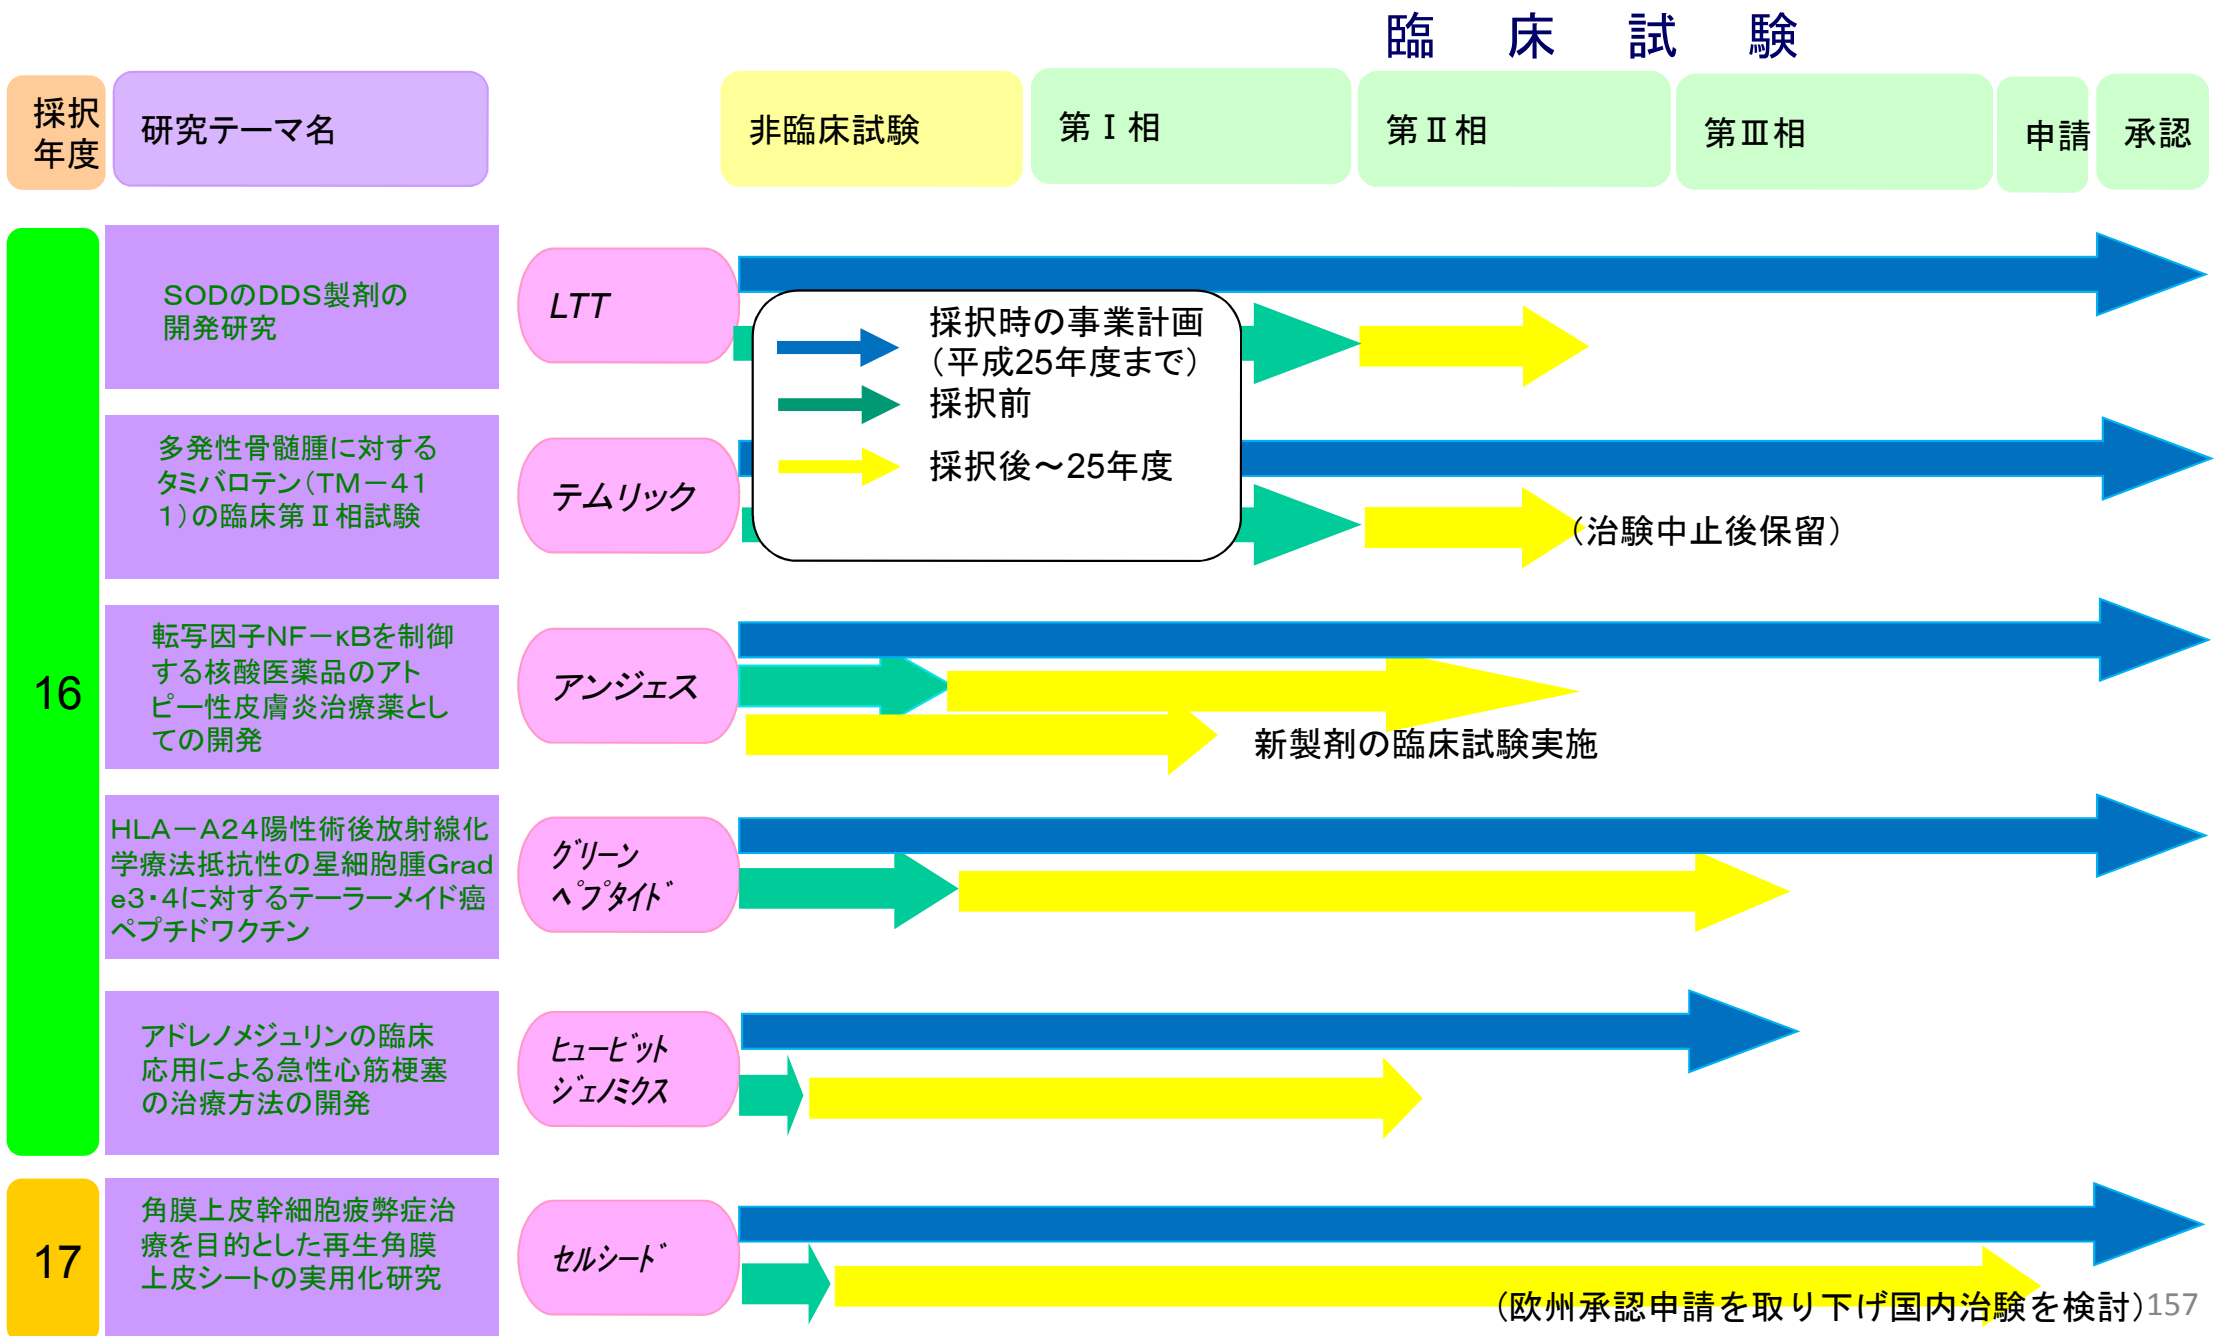 臨床試験
採択
年度
研究テーマ名
非臨床試験
第Ⅰ相
第Ⅱ相
第Ⅲ相
申請
承認
16
SODのDDS製剤の
開発研究
LTT
採択時の事業計画
（平成25年度まで）
採択前
採択後～25年度
多発性骨髄腫に対する
タミバロテン（TM－41
1）の臨床第Ⅱ相試験
テムリック
（治験中止後保留）
転写因子NF－κBを制御
する核酸医薬品のアト
ピー性皮膚炎治療薬とし
ての開発
アンジェス
新製剤の臨床試験実施
HLA－A24陽性術後放射線化
学療法抵抗性の星細胞腫Grad
e3・4に対するテーラーメイド癌
ペプチドワクチン
ｸﾞﾘｰﾝ
ﾍﾟﾌﾟﾀｲﾄﾞ
アドレノメジュリンの臨床
応用による急性心筋梗塞
の治療方法の開発
ﾋｭｰﾋﾞｯﾄ
ｼﾞｪﾉﾐｸｽ
17
角膜上皮幹細胞疲弊症治
療を目的とした再生角膜
上皮シートの実用化研究
ｾﾙｼｰﾄﾞ
（欧州承認申請を取り下げ国内治験を検討）
157